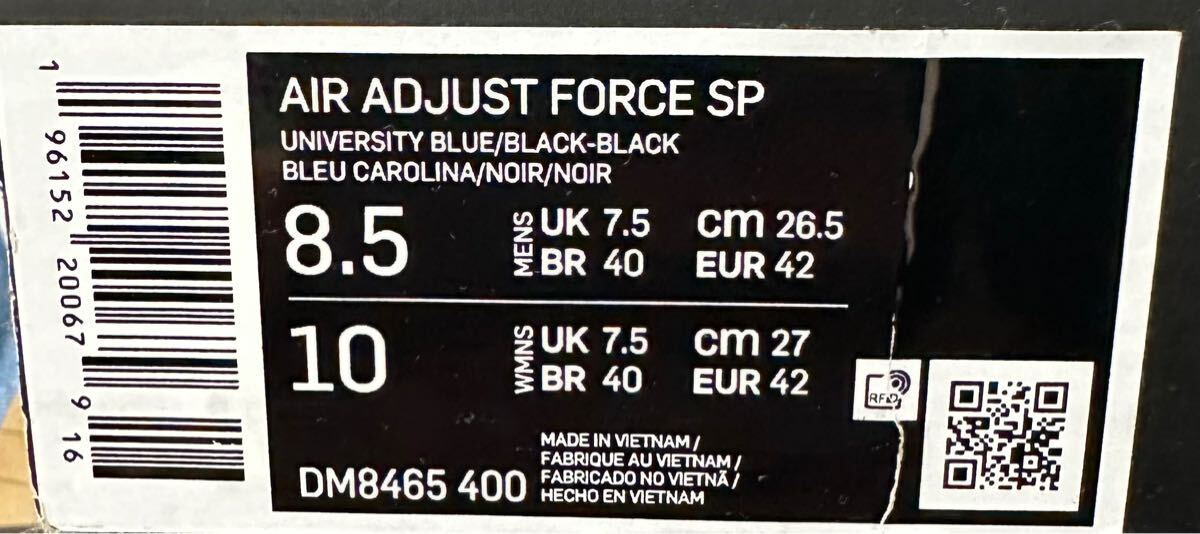 1 96152 20067 9 16
AIR ADJUST FORCE SP
UNIVERSITY BLUE/BLACK-BLACK
BLEU CAROLINA/NOIR/NOIR
8.5 MENS UK 7.5 cm 26.5
BR 40 EUR 42
10 WMNS UK 7.5 cm 27
BR 40 EUR 42
RFID
DM8465 400
MADE IN VIETNAM /
FABRIQUE AU VIETNAM /
FABRICADO NO VIETNÃ /
HECHO EN VIETNAM